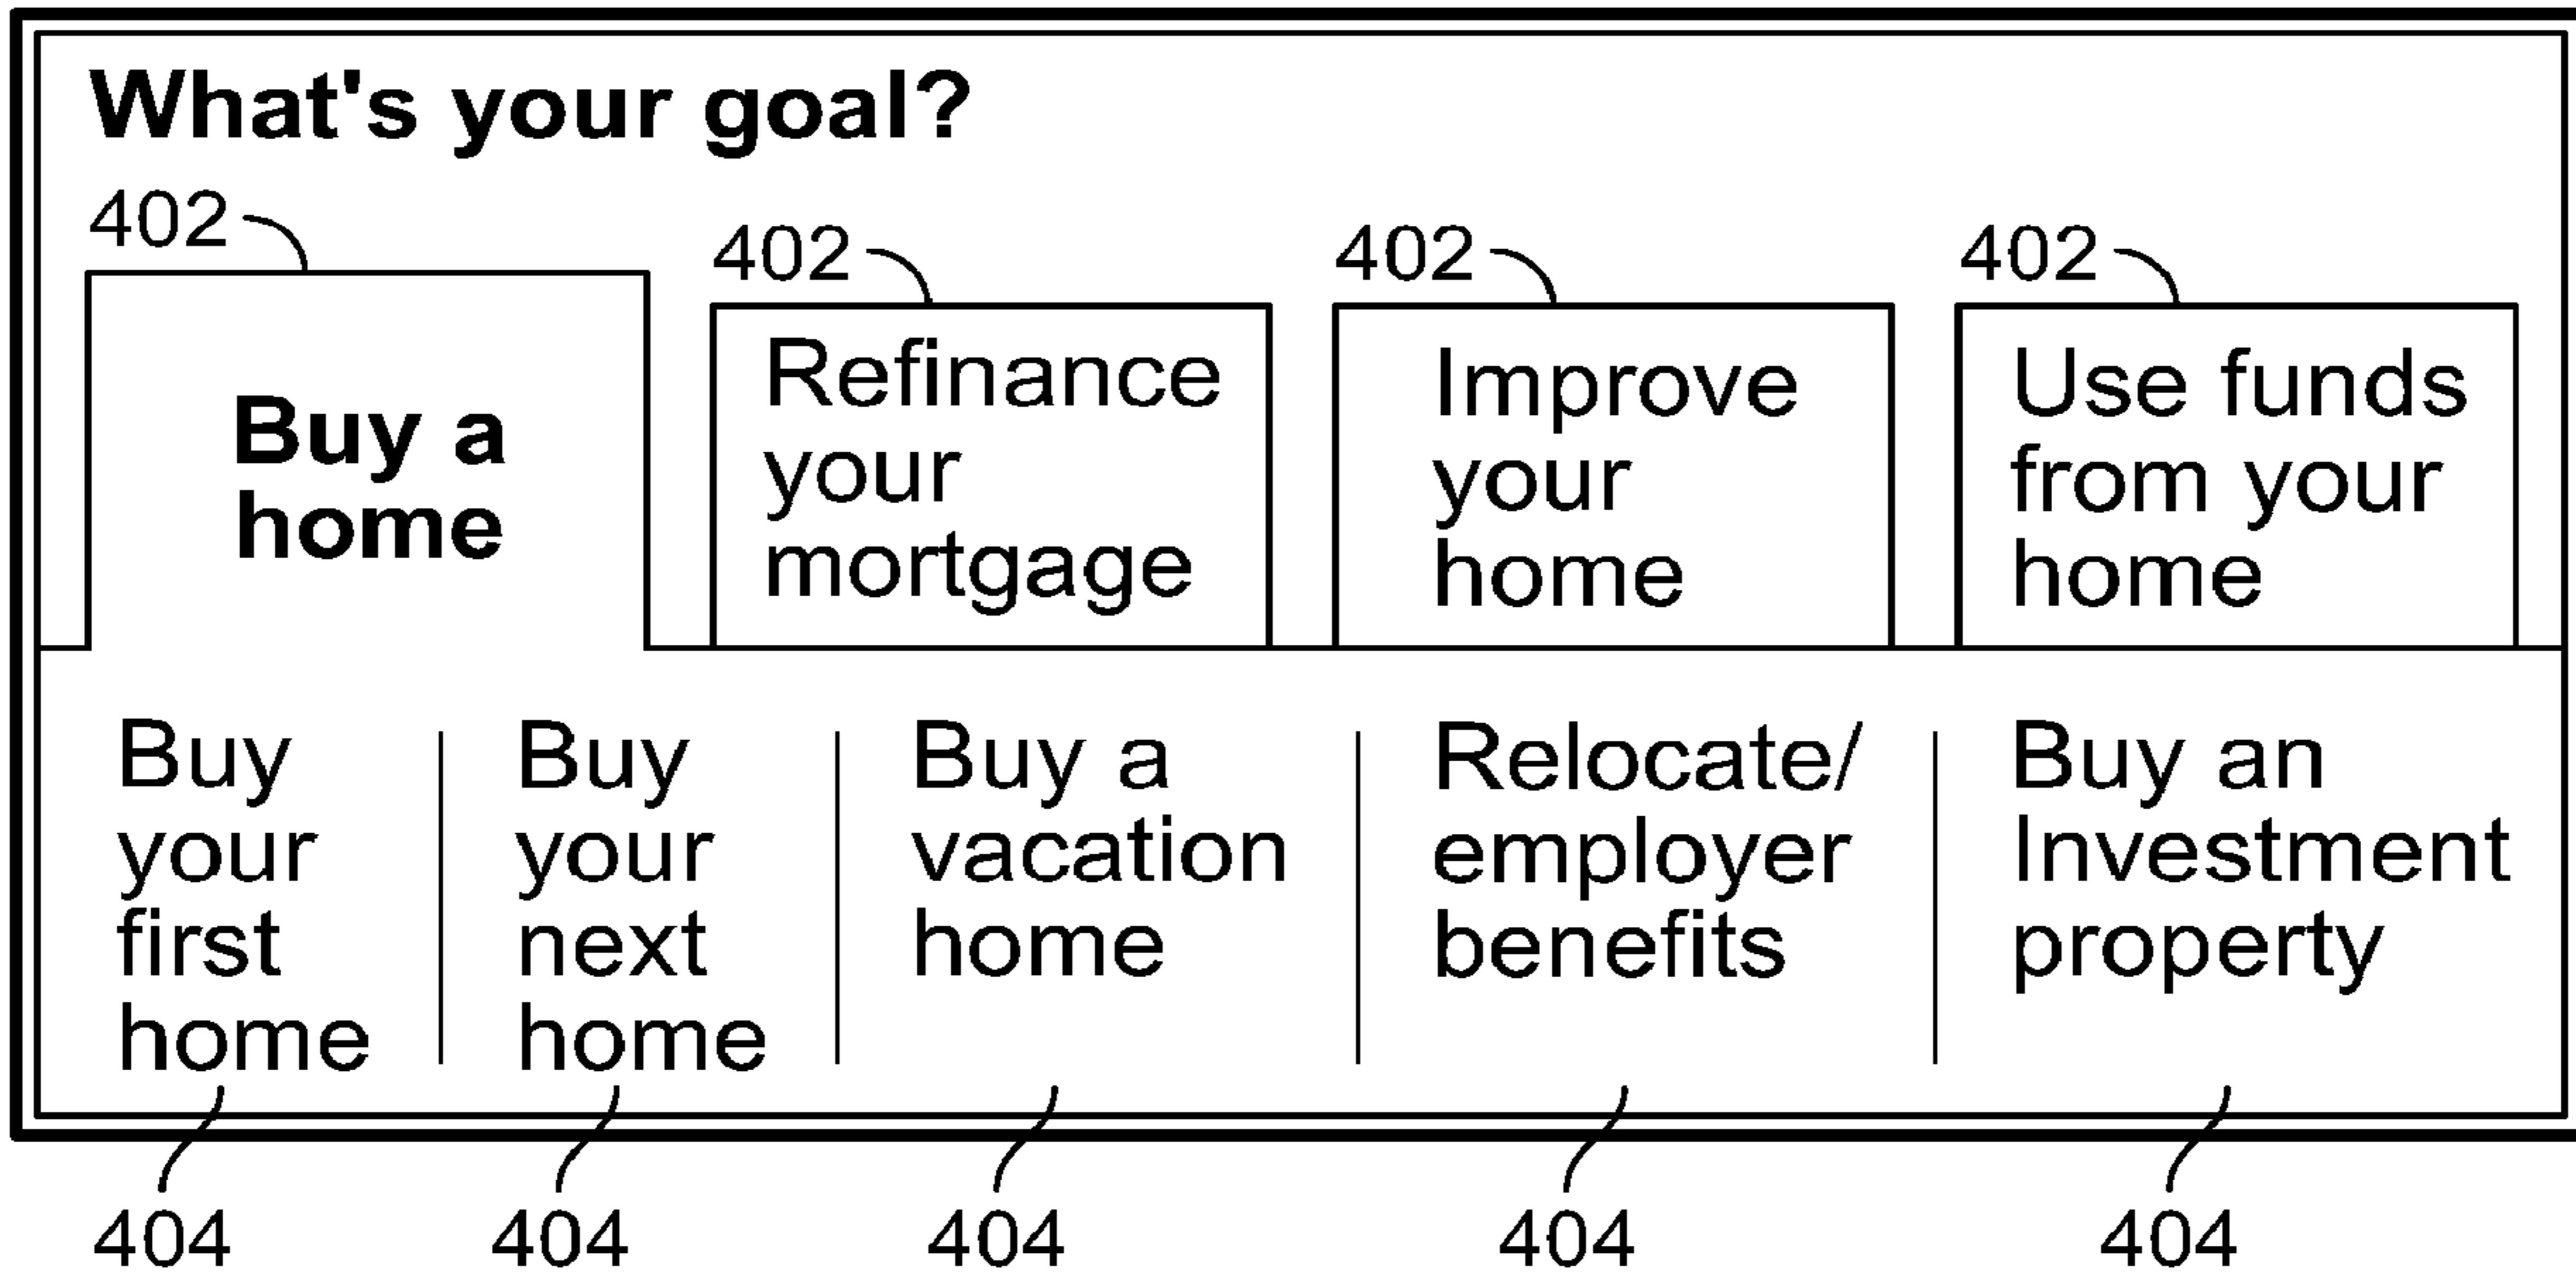 What's your goal?
402
402
402
402
Buy a
home
Refinance
your
mortgage
Improve
your
home
Use funds
from your
home
Buy
your
first
home
Buy
your
next
home
Buy a
vacation
home
Relocate/
employer
benefits
Buy an
Investment
property
404
404
404
404
404